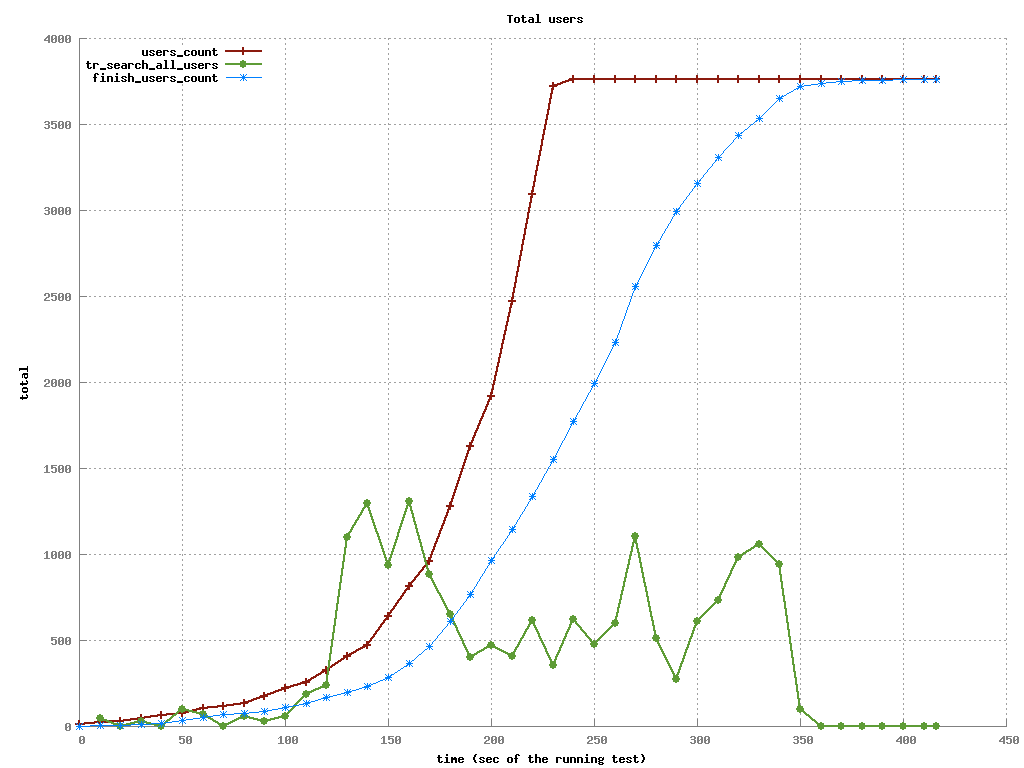 Total users
users_count
tr_search_all_users
finish_users_count
total
4000
3500
3000
2500
2000
1500
1000
500
0
0 50 100 150 200 250 300 350 400 450
time (sec of the running test)